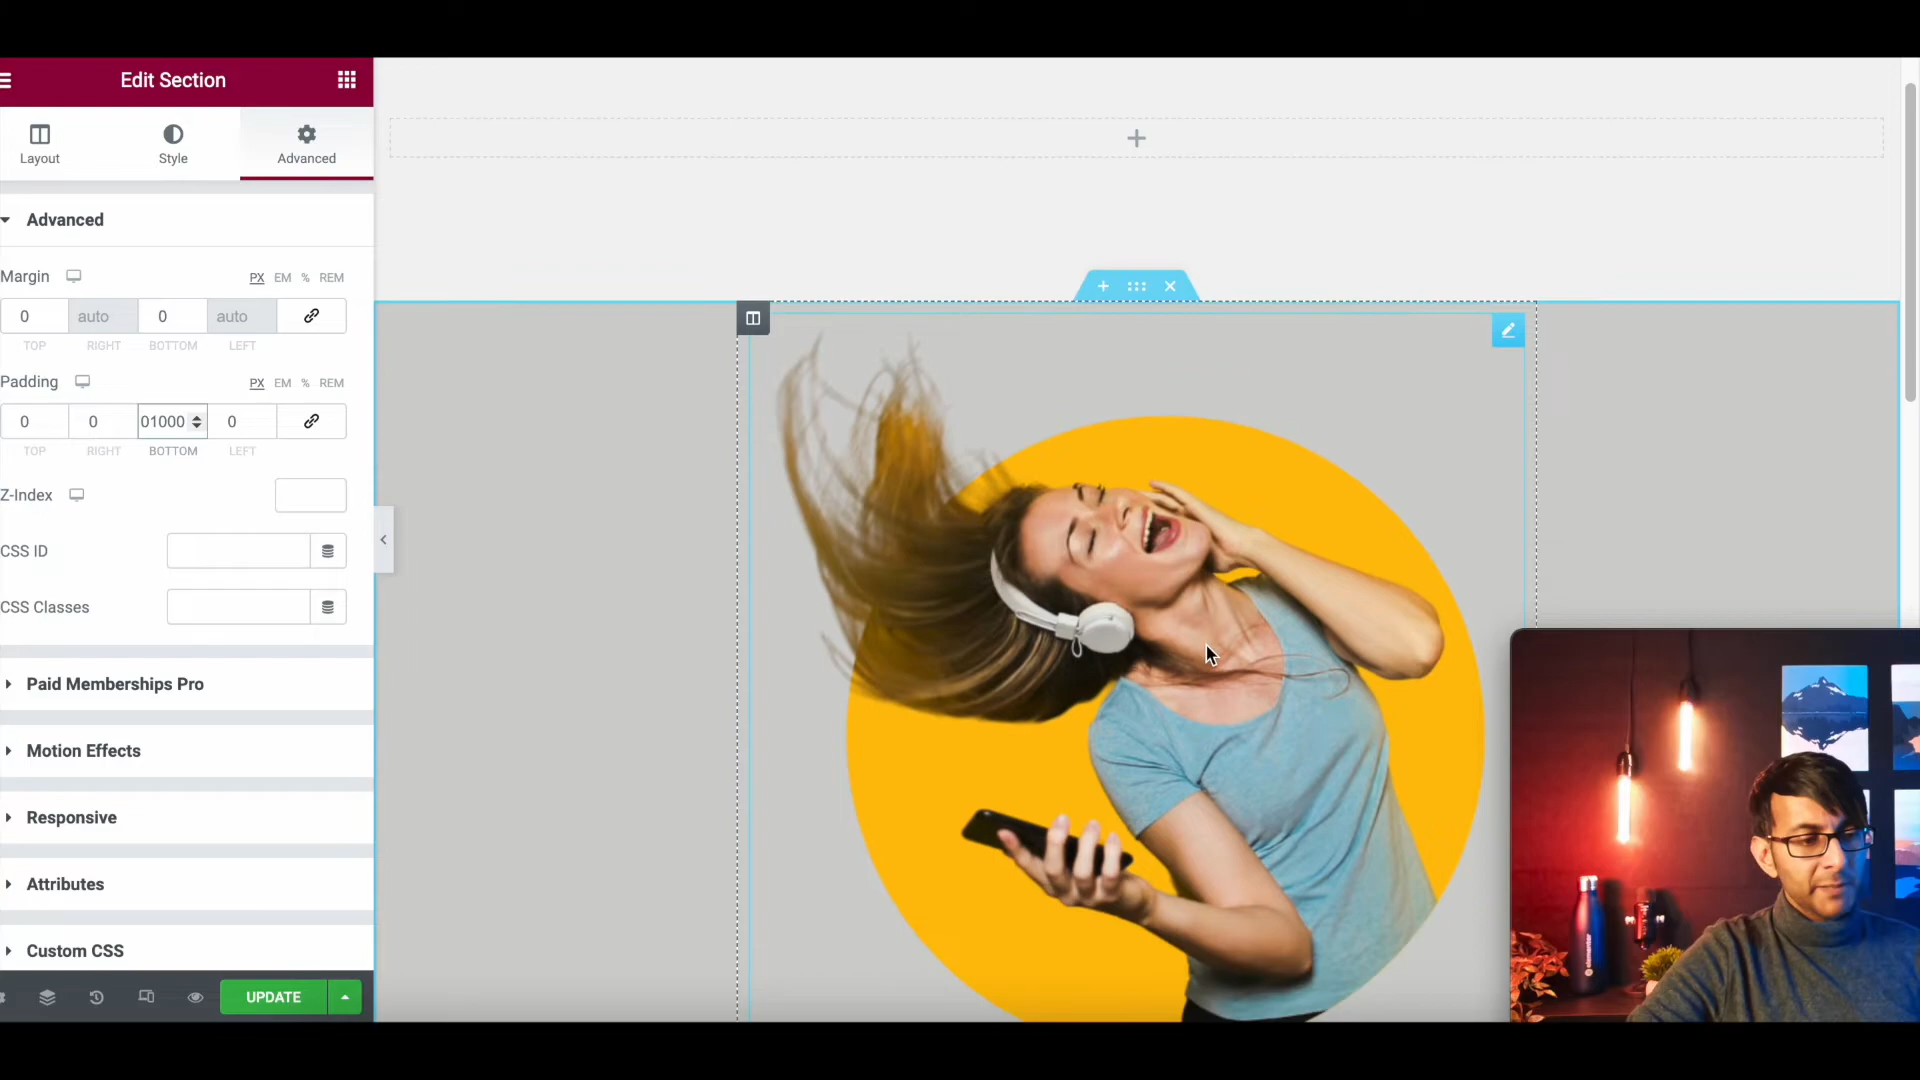 Edit Section
Layout
Style
Advanced
Advanced
Margin
PX EM % REM
0 auto 0 auto
TOP RIGHT BOTTOM LEFT
Padding
PX EM % REM
0 0 01000 0
TOP RIGHT BOTTOM LEFT
Z-Index
CSS ID
CSS Classes
Paid Memberships Pro
Motion Effects
Responsive
Attributes
Custom CSS
UPDATE
elementor